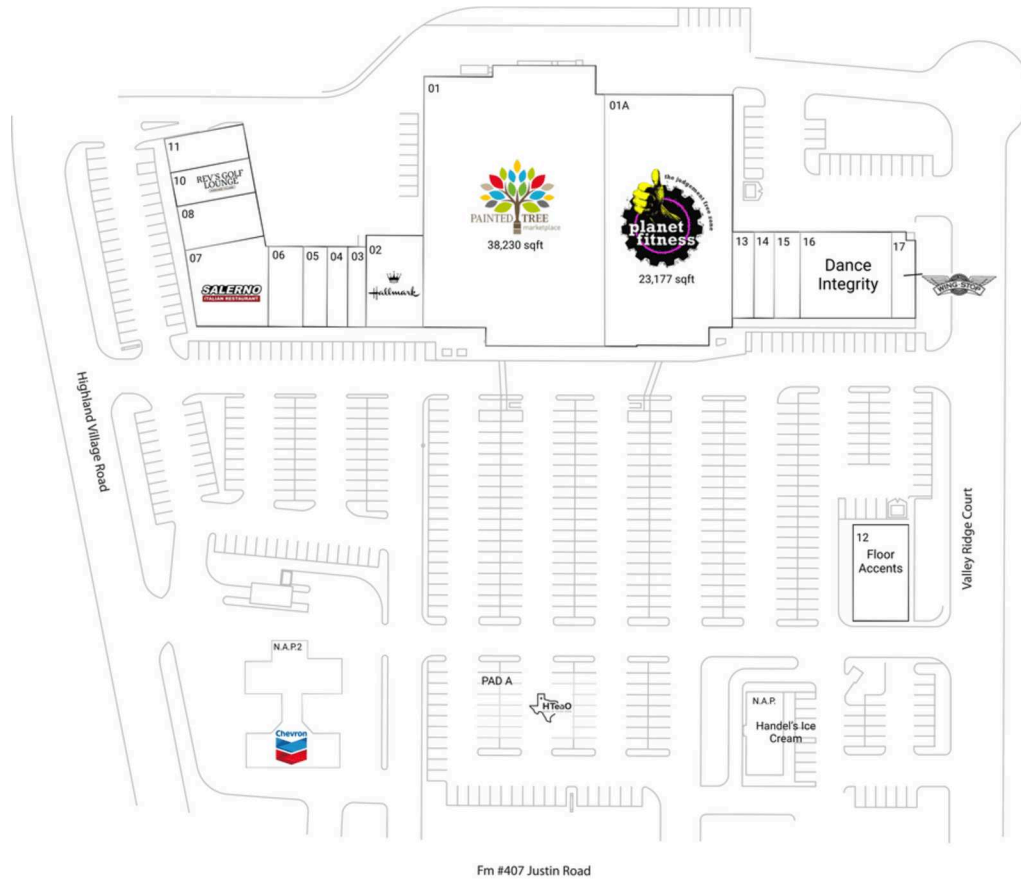 01
01A
11
10
REV'S GOLF
LOUNGE
08
07
SALERNO
ITALIAN RESTAURANT
06
05
04
03
02
Hallmark
PAINTED TREE
marketplace
38,230 sqft
the judgement free zone
planet
fitness
23,177 sqft
13
14
15
16
Dance
Integrity
17
WING STOP
Highland Village Road
Valley Ridge Court
12
Floor
Accents
N.A.P.2
Chevron
PAD A
HTeaO
N.A.P.
Handel's Ice
Cream
Fm #407 Justin Road